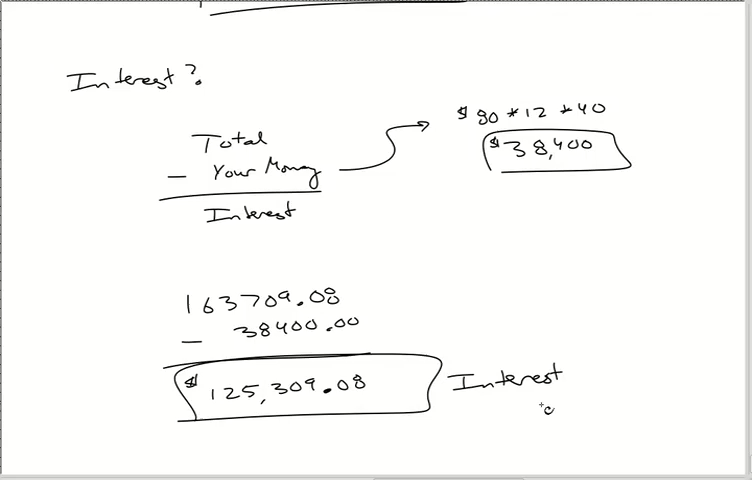 Interest?
Total
- Your Money
Interest
$80 * 12 * 40
$38,400
163709.08
- 38400.00
$125,309.08 Interest